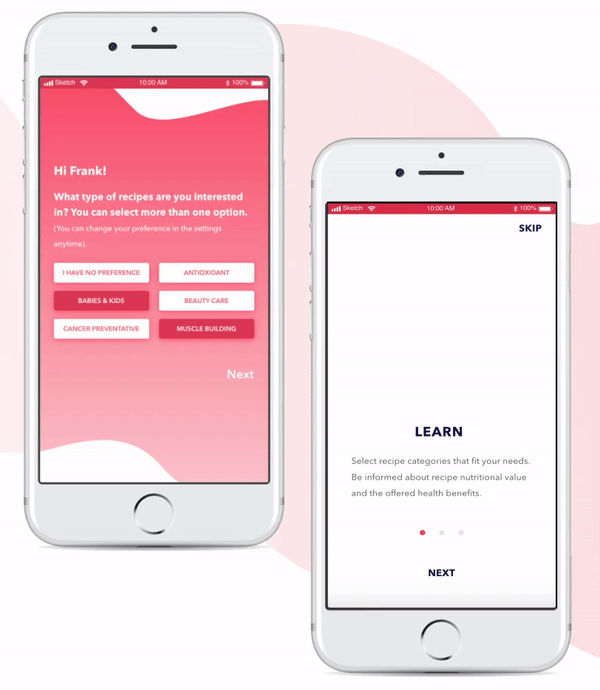 Sketch 10:00 AM 100%
Hi Frank!
What type of recipes are you interested
in? You can select more than one option.
(You can change your preference in the settings
anytime).
I HAVE NO PREFERENCE
ANTIOXIDANT
BABIES & KIDS
BEAUTY CARE
CANCER PREVENTATIVE
MUSCLE BUILDING
Next
Sketch 10:00 AM 100%
SKIP
LEARN
Select recipe categories that fit your needs.
Be informed about recipe nutritional value
and the offered health benefits.
NEXT